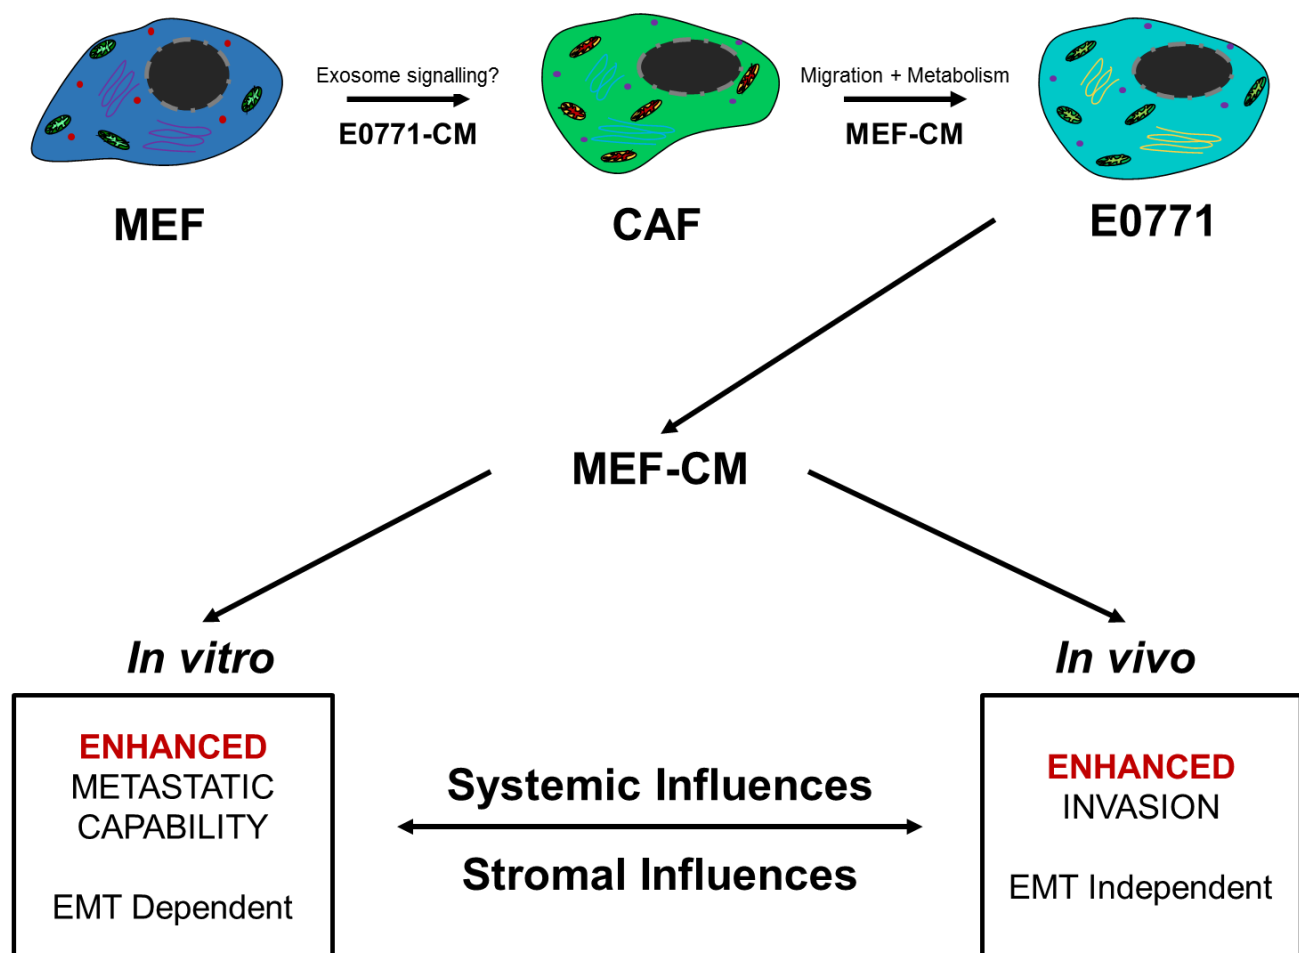 Exosome signalling?
E0771-CM
Migration + Metabolism
MEF-CM
MEF
CAF
E0771
MEF-CM
In vitro
In vivo
ENHANCED
METASTATIC
CAPABILITY
EMT Dependent
Systemic Influences
Stromal Influences
ENHANCED
INVASION
EMT Independent